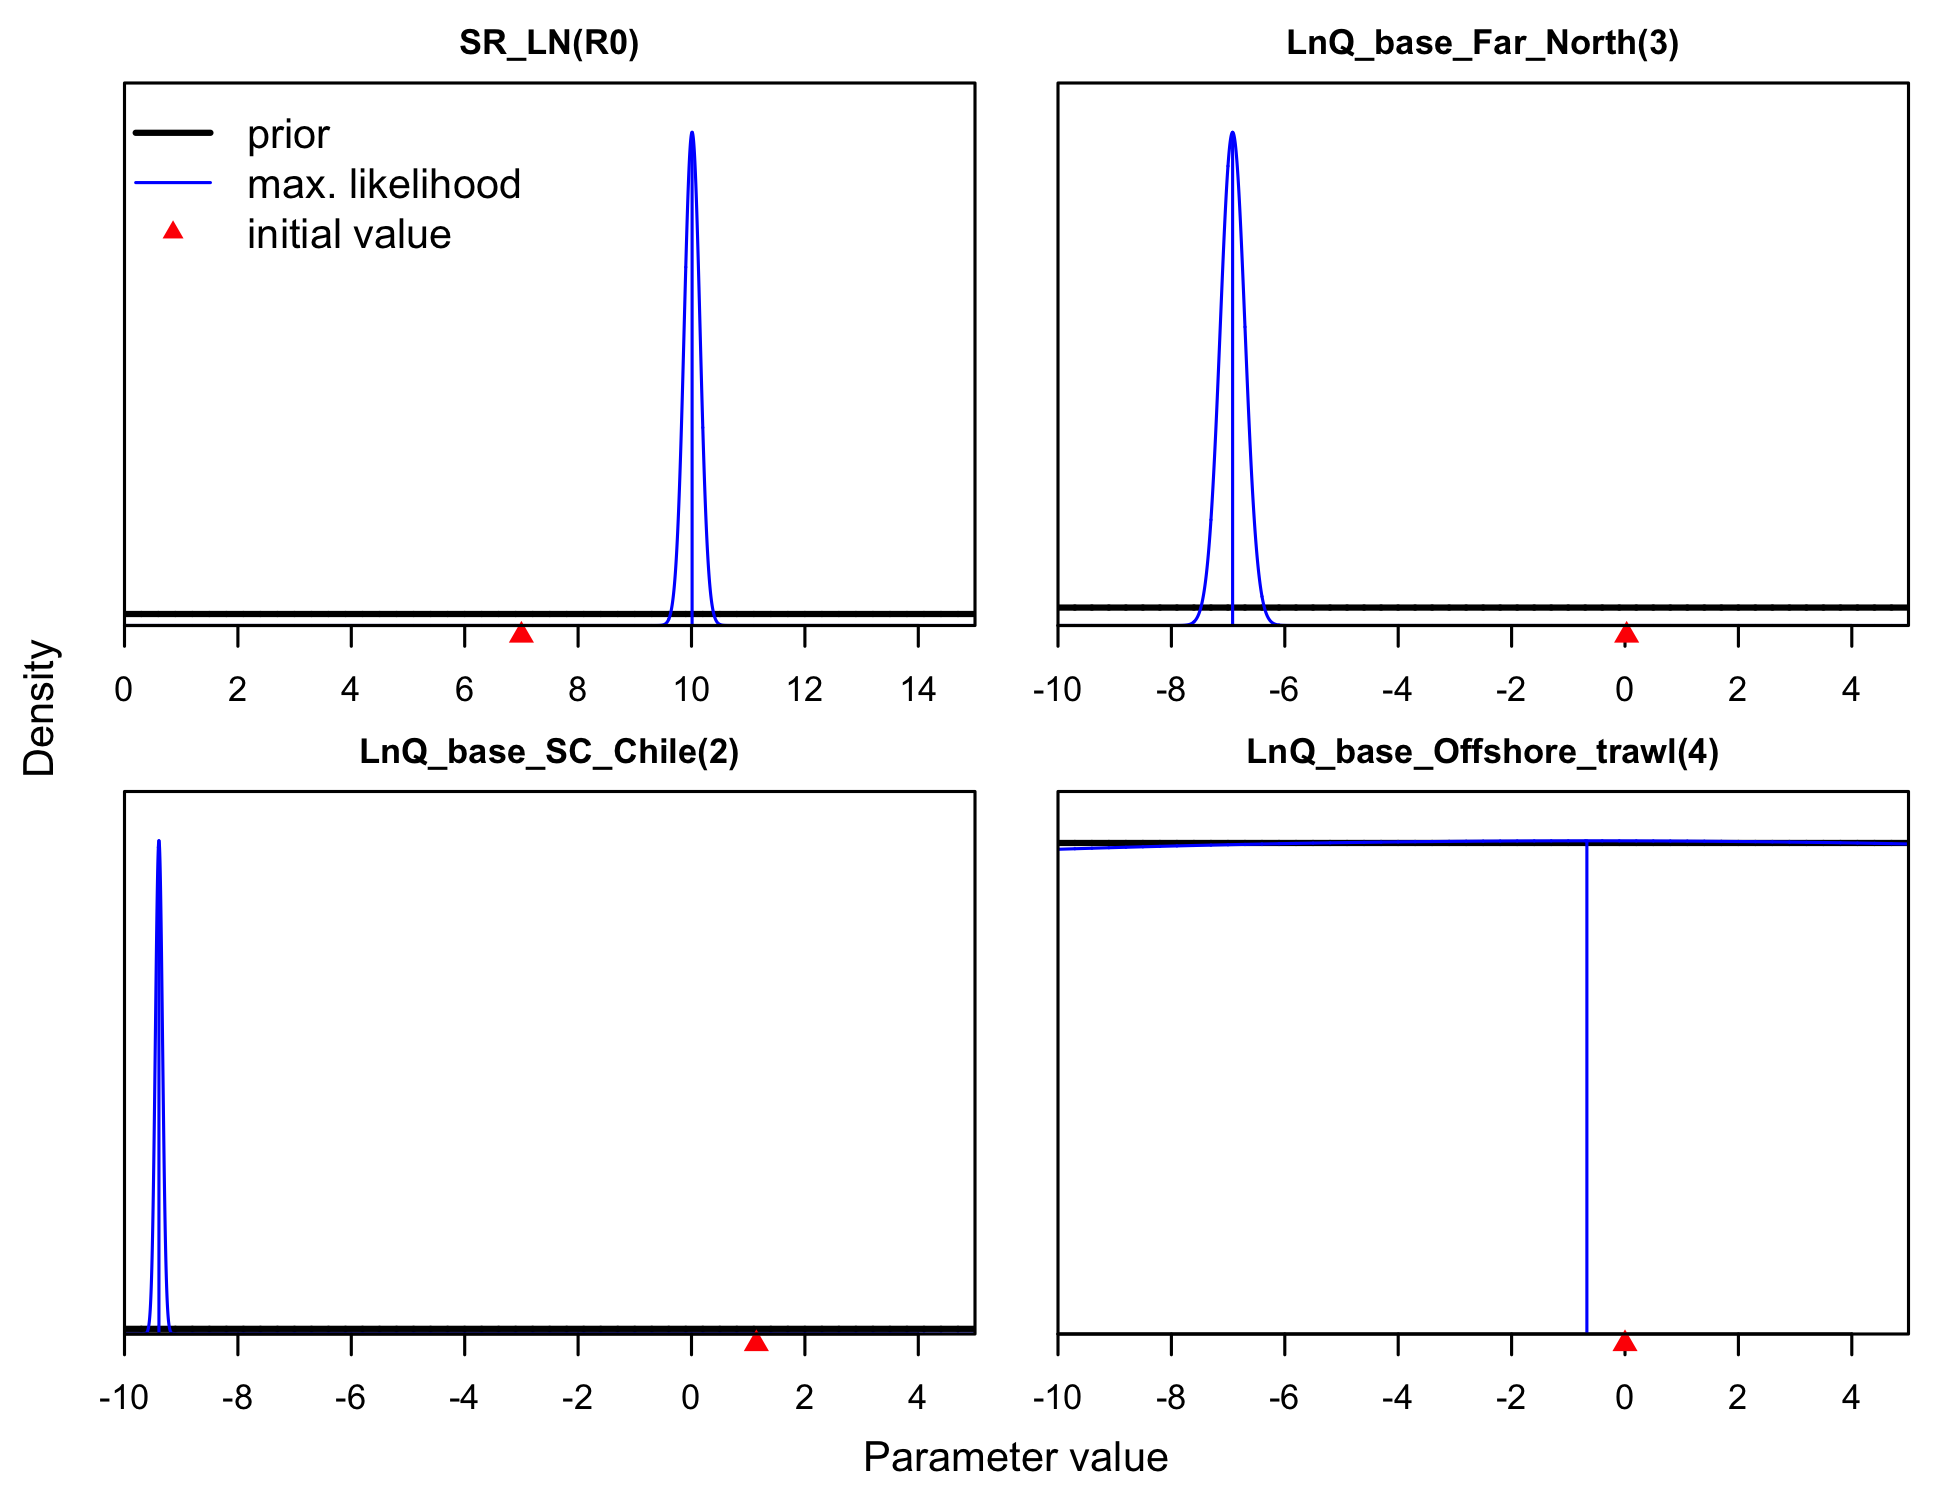 SR_LN(R0)
prior
max. likelihood
initial value
0 2 4 6 8 10 12 14
LnQ_base_Far_North(3)
-10 -8 -6 -4 -2 0 2 4
Density
LnQ_base_SC_Chile(2)
-10 -8 -6 -4 -2 0 2 4
LnQ_base_Offshore_trawl(4)
-10 -8 -6 -4 -2 0 2 4
Parameter value